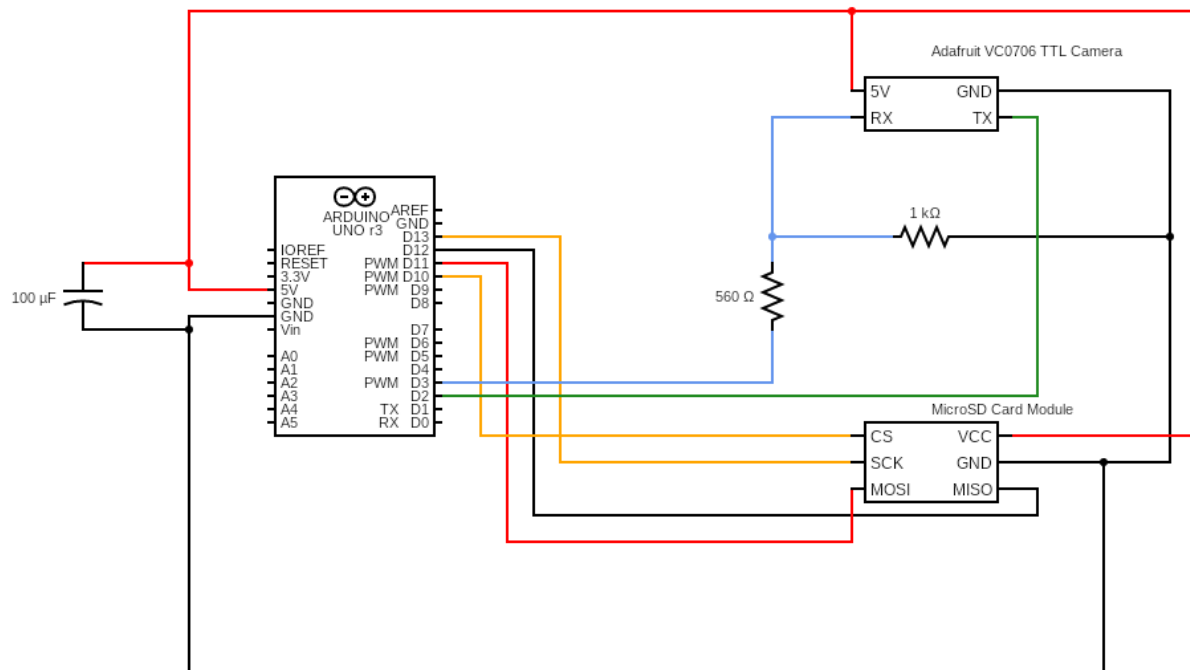 Adafruit VC0706 TTL Camera
5V GND
RX TX
1 kΩ
ARDUINO
UNO r3
AREF
GND
D13
IOREF D12
RESET PWM D11
3.3V PWM D10
5V PWM D9
GND D8
GND
Vin D7
PWM D6
A0 PWM D5
A1 D4
A2 PWM D3
A3 D2
A4 TX D1
A5 RX D0
100 µF
560 Ω
MicroSD Card Module
CS VCC
SCK GND
MOSI MISO